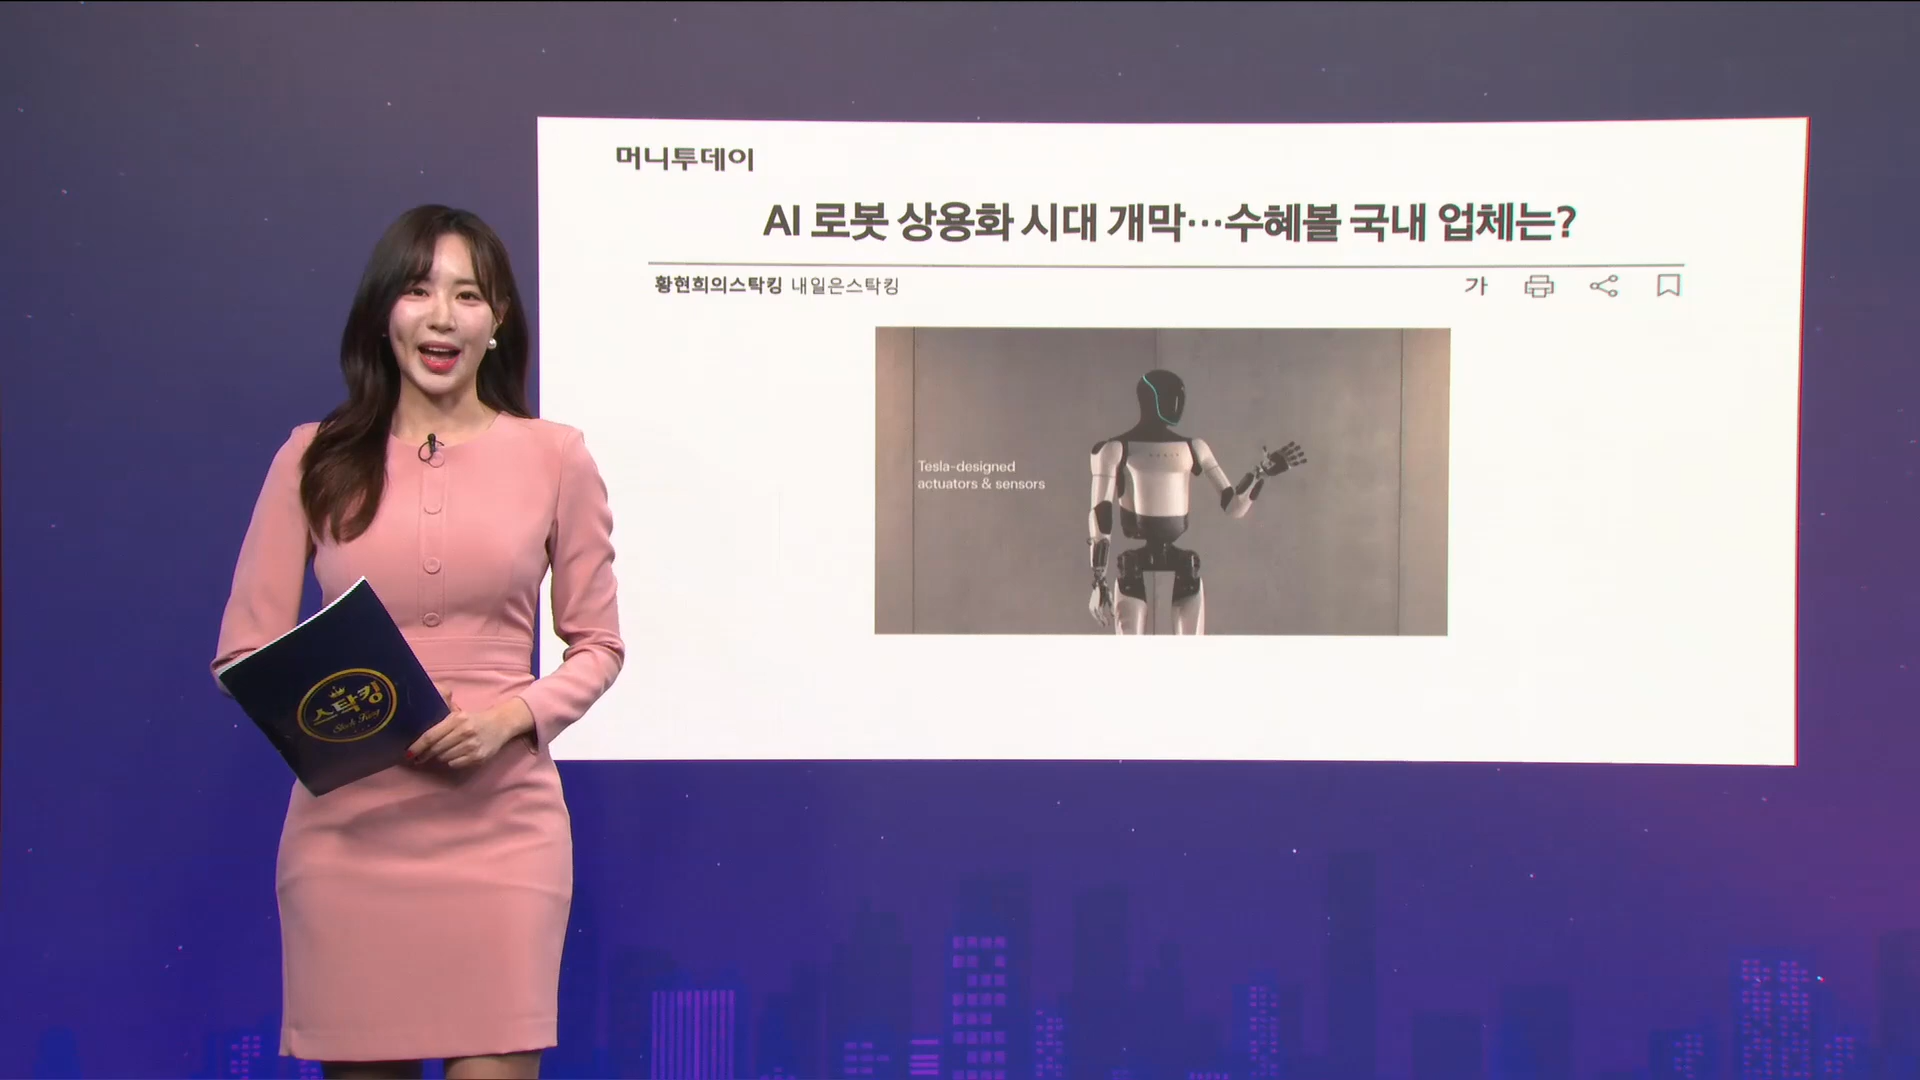 머니투데이
AI 로봇 상용화 시대 개막…수혜볼 국내 업체는?
황현희의스탁킹 내일은스탁킹
가
Tesla-designed
actuators & sensors
스탁킹
Stock King